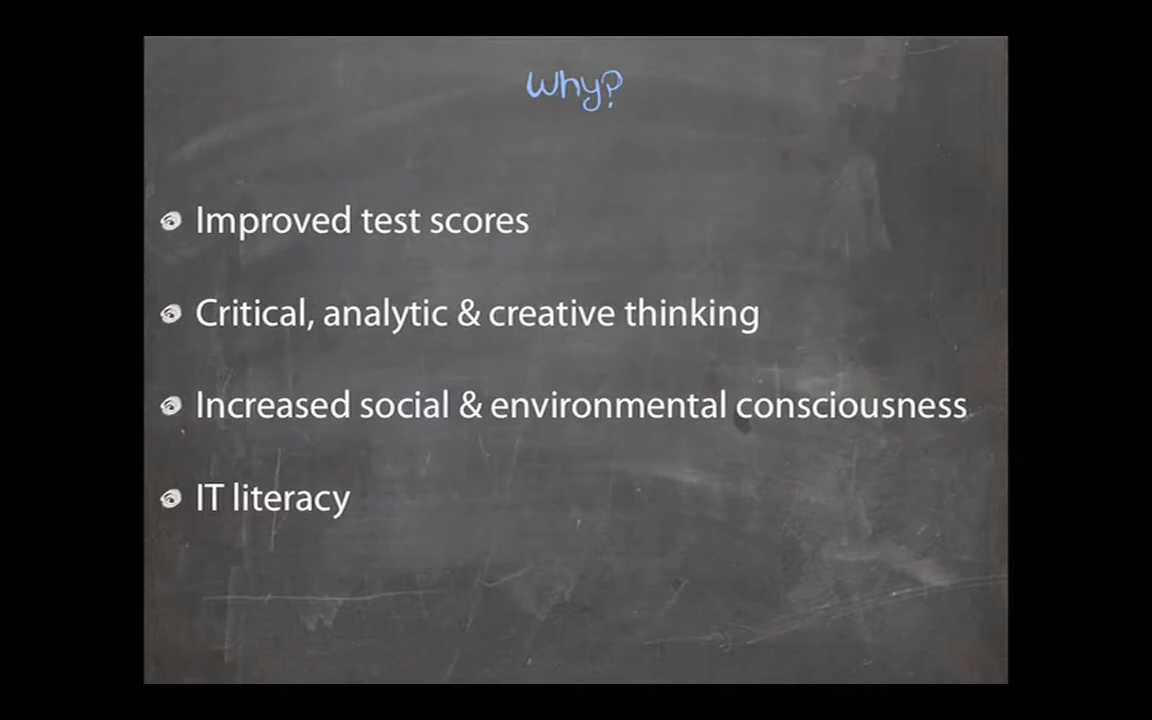 why?
Improved test scores
Critical, analytic & creative thinking
Increased social & environmental consciousness
IT literacy